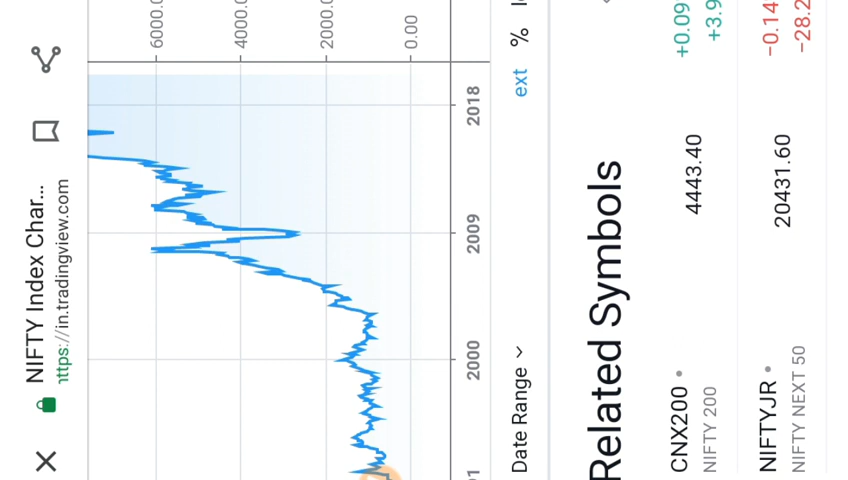 NIFTY Index Char...
https://in.tradingview.com
6000.0
4000.0
2000.0
0.00
2000
2009
2018
Date Range
ext
%
Related Symbols
CNX200 • 4443.40 +0.09
NIFTY 200 +3.9
NIFTYJR • 20431.60 −0.14
NIFTY NEXT 50 −28.2